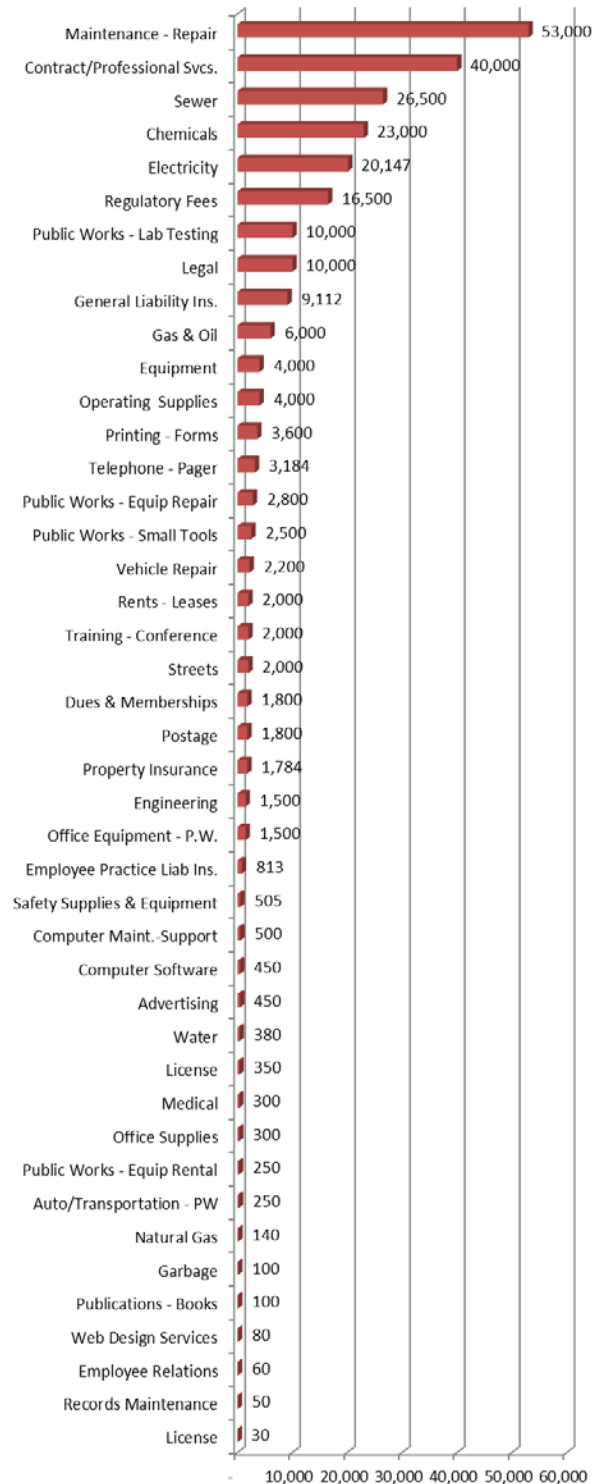 Maintenance - Repair 53,000
Contract/Professional Svcs. 40,000
Sewer 26,500
Chemicals 23,000
Electricity 20,147
Regulatory Fees 16,500
Public Works - Lab Testing 10,000
Legal 10,000
General Liability Ins. 9,112
Gas & Oil 6,000
Equipment 4,000
Operating Supplies 4,000
Printing - Forms 3,600
Telephone - Pager 3,184
Public Works - Equip Repair 2,800
Public Works - Small Tools 2,500
Vehicle Repair 2,200
Rents - Leases 2,000
Training - Conference 2,000
Streets 2,000
Dues & Memberships 1,800
Postage 1,800
Property Insurance 1,784
Engineering 1,500
Office Equipment - P.W. 1,500
Employee Practice Liab Ins. 813
Safety Supplies & Equipment 505
Computer Maint.-Support 500
Computer Software 450
Advertising 450
Water 380
License 350
Medical 300
Office Supplies 300
Public Works - Equip Rental 250
Auto/Transportation - PW 250
Natural Gas 140
Garbage 100
Publications - Books 100
Web Design Services 80
Employee Relations 60
Records Maintenance 50
License 30
- 10,000 20,000 30,000 40,000 50,000 60,000